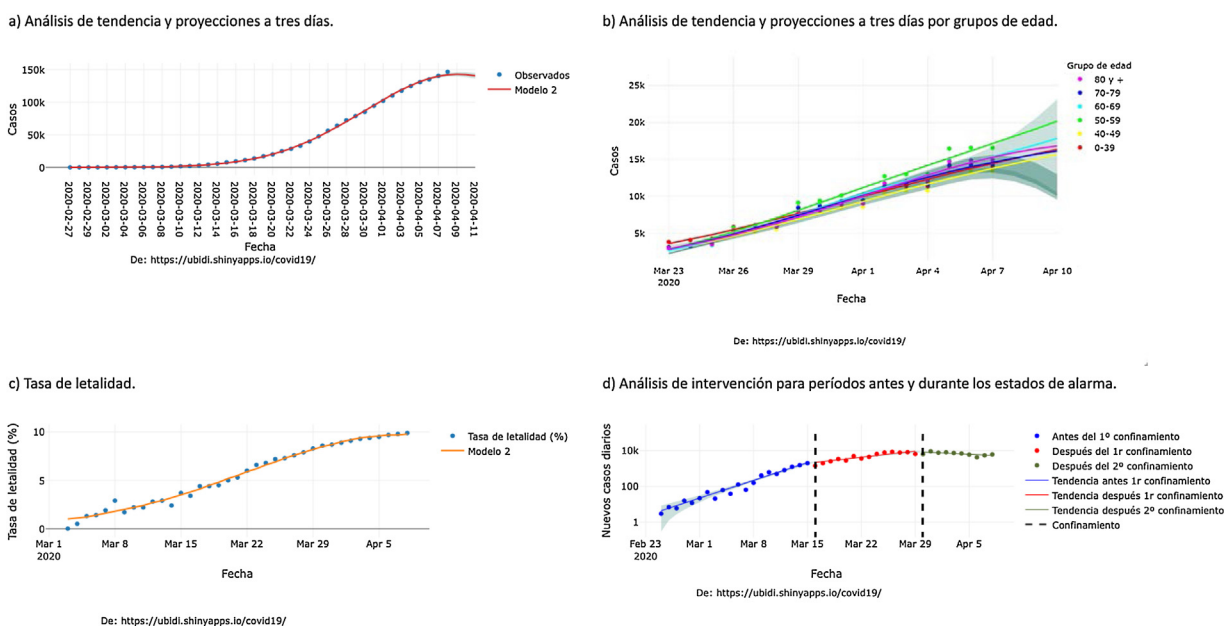 a) Análisis de tendencia y proyecciones a tres días.
150k
100k
50k
0
Casos
Observados
Modelo 2
2020-02-27
2020-02-29
2020-03-02
2020-03-04
2020-03-06
2020-03-08
2020-03-10
2020-03-12
2020-03-14
2020-03-16
2020-03-18
2020-03-20
2020-03-22
2020-03-24
2020-03-26
2020-03-28
2020-03-30
2020-04-01
2020-04-03
2020-04-05
2020-04-07
2020-04-09
2020-04-11
Fecha
De: https://ubidi.shinyapps.io/covid19/
b) Análisis de tendencia y proyecciones a tres días por grupos de edad.
25k
20k
15k
10k
5k
Casos
Grupo de edad
80 y +
70-79
60-69
50-59
40-49
0-39
Mar 23 Mar 26 Mar 29 Apr 1 Apr 4 Apr 7 Apr 10
2020
Fecha
De: https://ubidi.shinyapps.io/covid19/
c) Tasa de letalidad.
10
5
0
Tasa de letalidad (%)
Tasa de letalidad (%)
Modelo 2
Mar 1 Mar 8 Mar 15 Mar 22 Mar 29 Apr 5
2020
Fecha
De: https://ubidi.shinyapps.io/covid19/
d) Análisis de intervención para períodos antes y durante los estados de alarma.
10k
100
1
Nuevos casos diarios
Antes del 1º confinamiento
Después del 1r confinamiento
Después del 2º confinamiento
Tendencia antes 1r confinamiento
Tendencia después 1r confinamiento
Tendencia después 2º confinamiento
Confinamiento
Feb 23 Mar 1 Mar 8 Mar 15 Mar 22 Mar 29 Apr 5
2020
Fecha
De: https://ubidi.shinyapps.io/covid19/